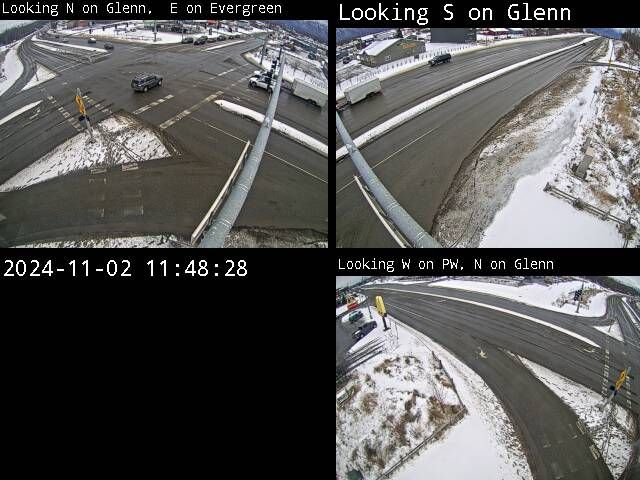 Looking N on Glenn,  E on Evergreen
Looking S on Glenn
2024-11-02 11:48:28
Looking W on PW, N on Glenn